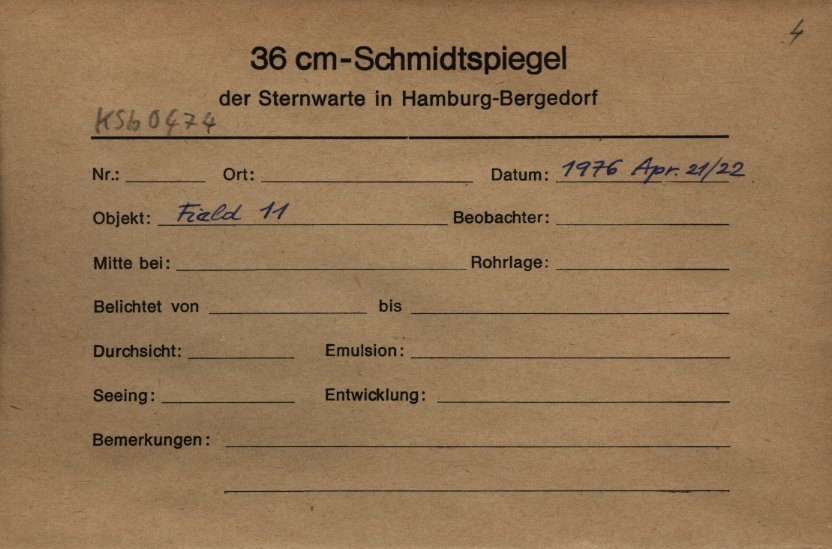 4
36 cm-Schmidtspiegel
der Sternwarte in Hamburg-Bergedorf
KSb0474
Nr.: Ort: Datum: 1976 Apr. 21/22
Objekt: Field 11 Beobachter:
Mitte bei: Rohrlage:
Belichtet von bis
Durchsicht: Emulsion:
Seeing: Entwicklung:
Bemerkungen: